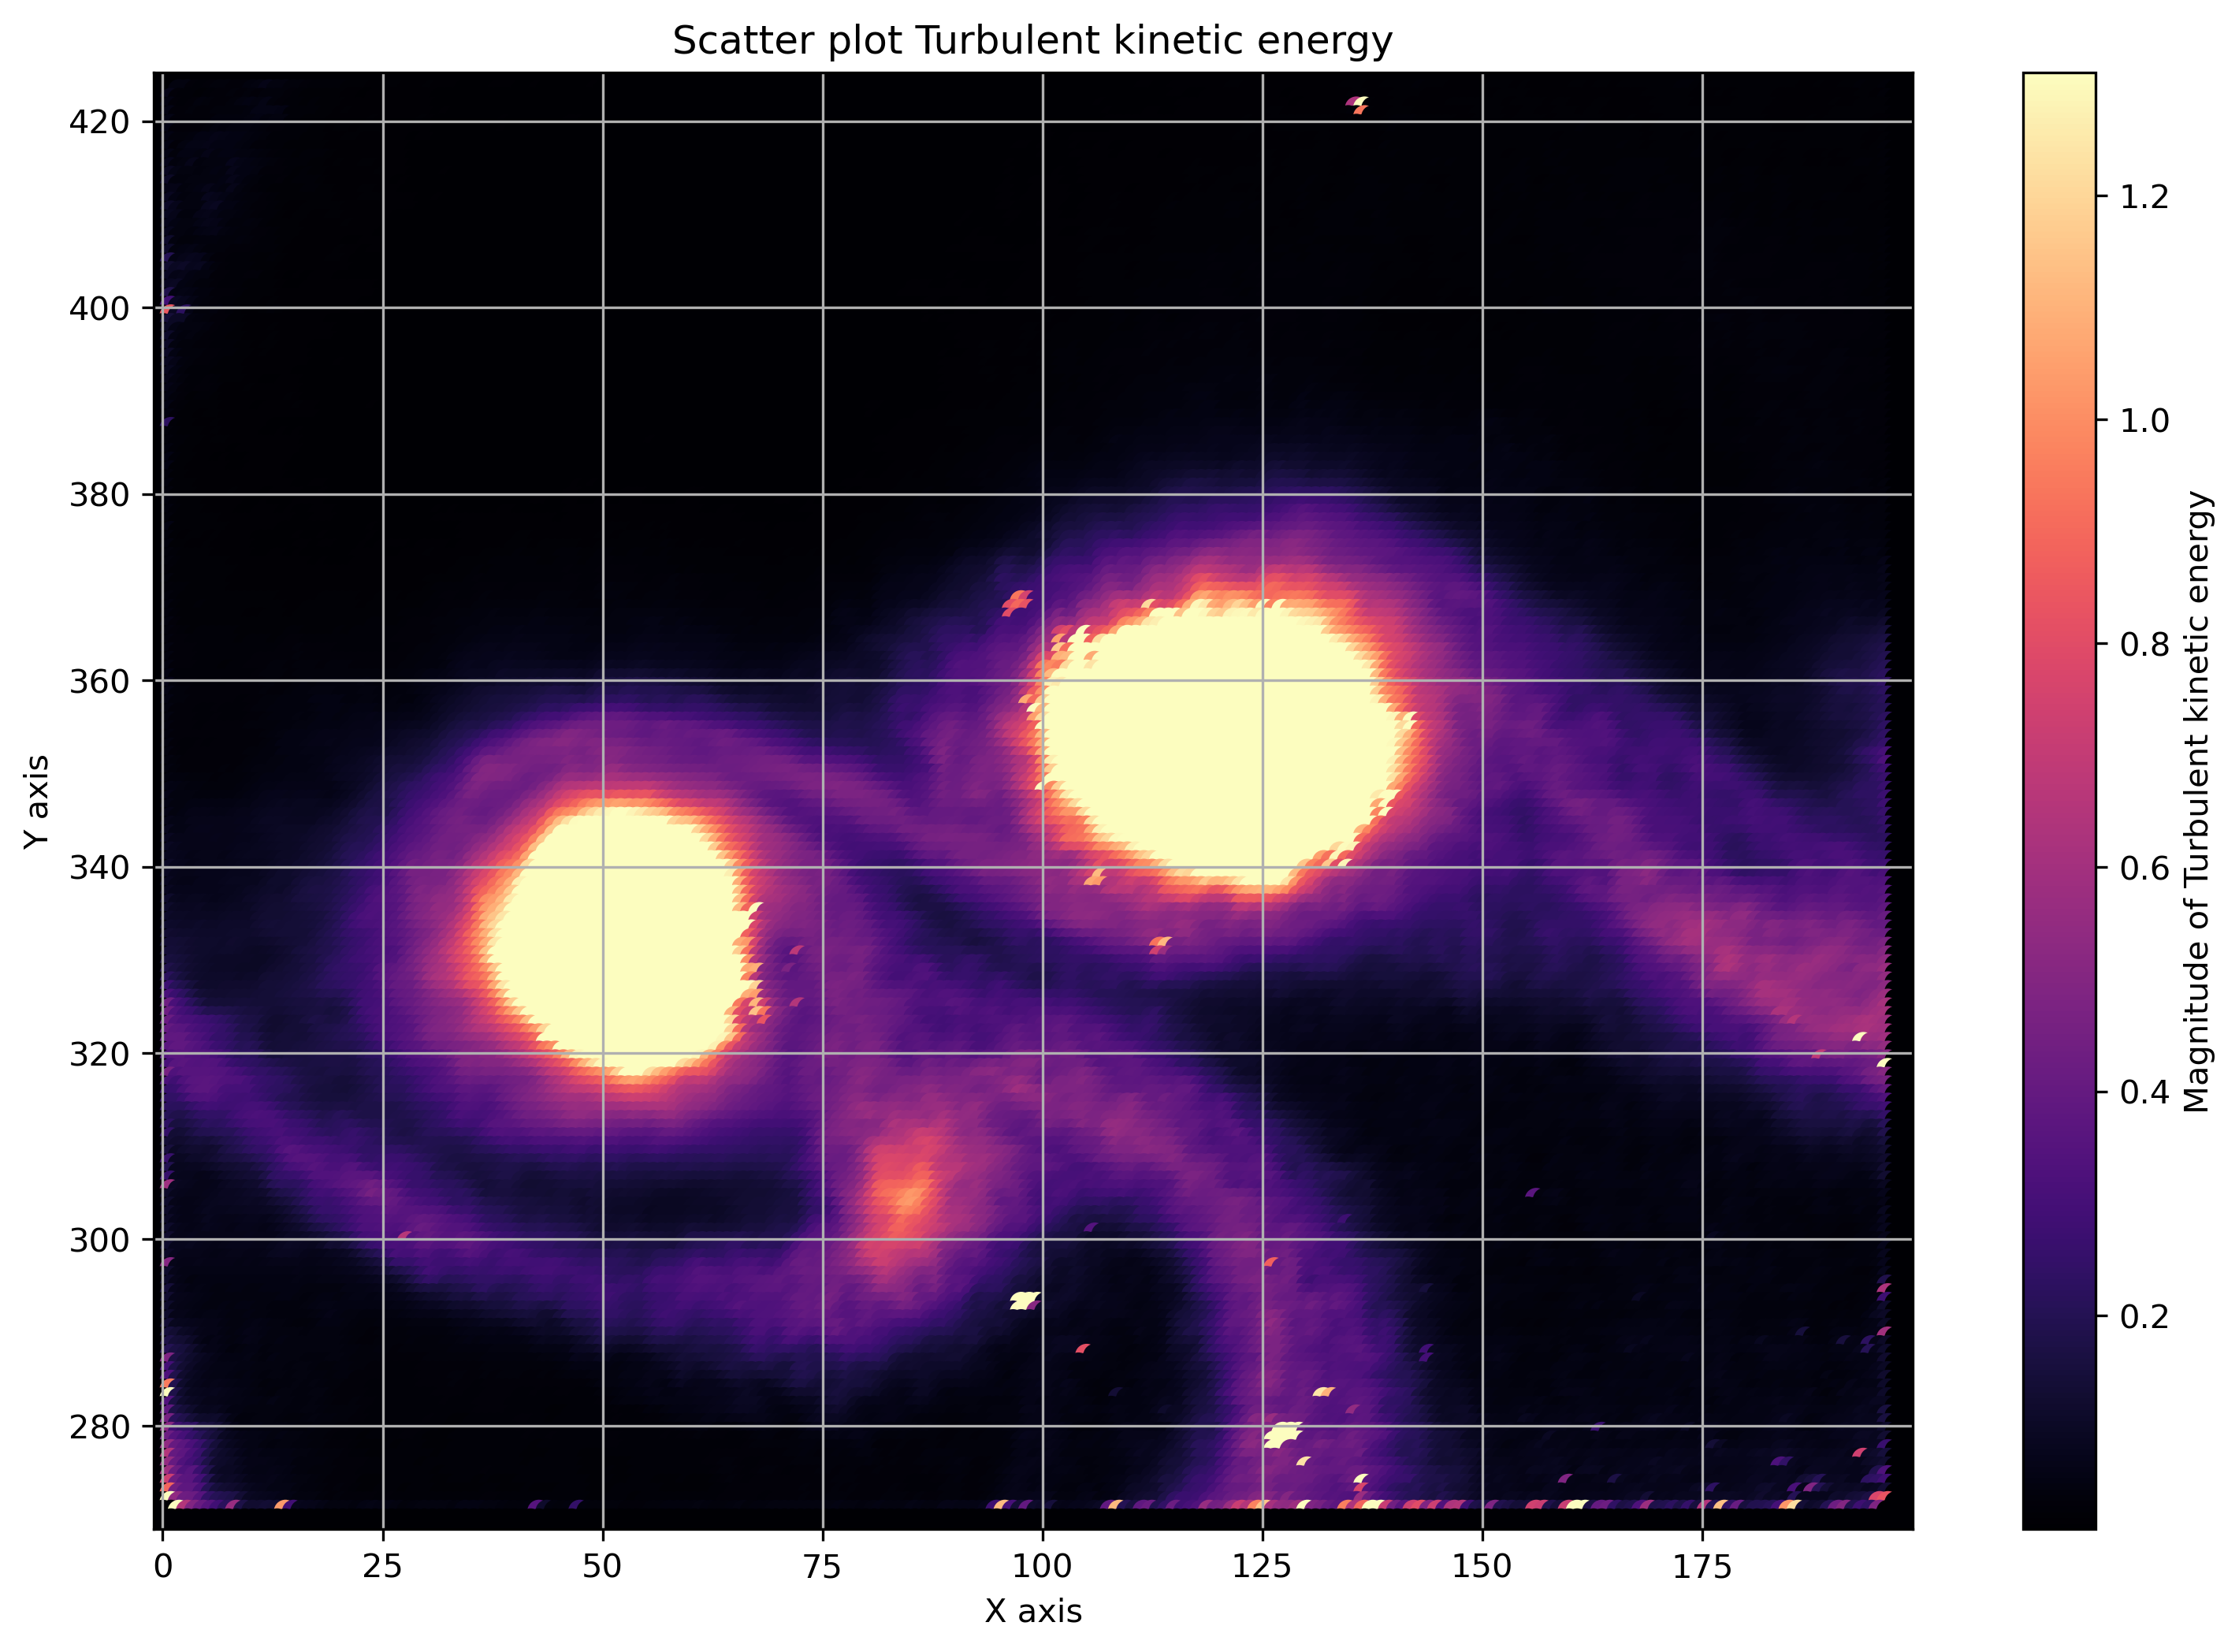 Scatter plot Turbulent kinetic energy
420
400
380
360
340
320
300
280
Y axis
0 25 50 75 100 125 150 175
X axis
1.2
1.0
0.8
0.6
0.4
0.2
Magnitude of Turbulent kinetic energy